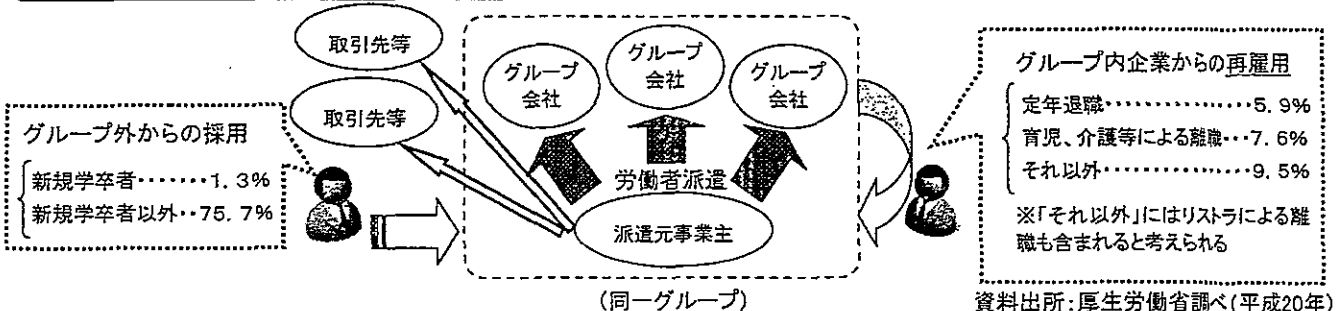 取引先等
取引先等
グループ
会社
グループ
会社
グループ
会社
労働者派遣
派遣元事業主
(同一グループ)
グループ外からの採用
新規学卒者‥‥‥‥1.3%
新規学卒者以外‥75.7%
グループ内企業からの再雇用
定年退職‥‥‥‥‥‥‥5.9%
育児、介護等による離職‥‥7.6%
それ以外‥‥‥‥‥‥‥9.5%
※「それ以外」にはリストラによる離
職も含まれると考えられる
資料出所:厚生労働省調べ(平成20年)